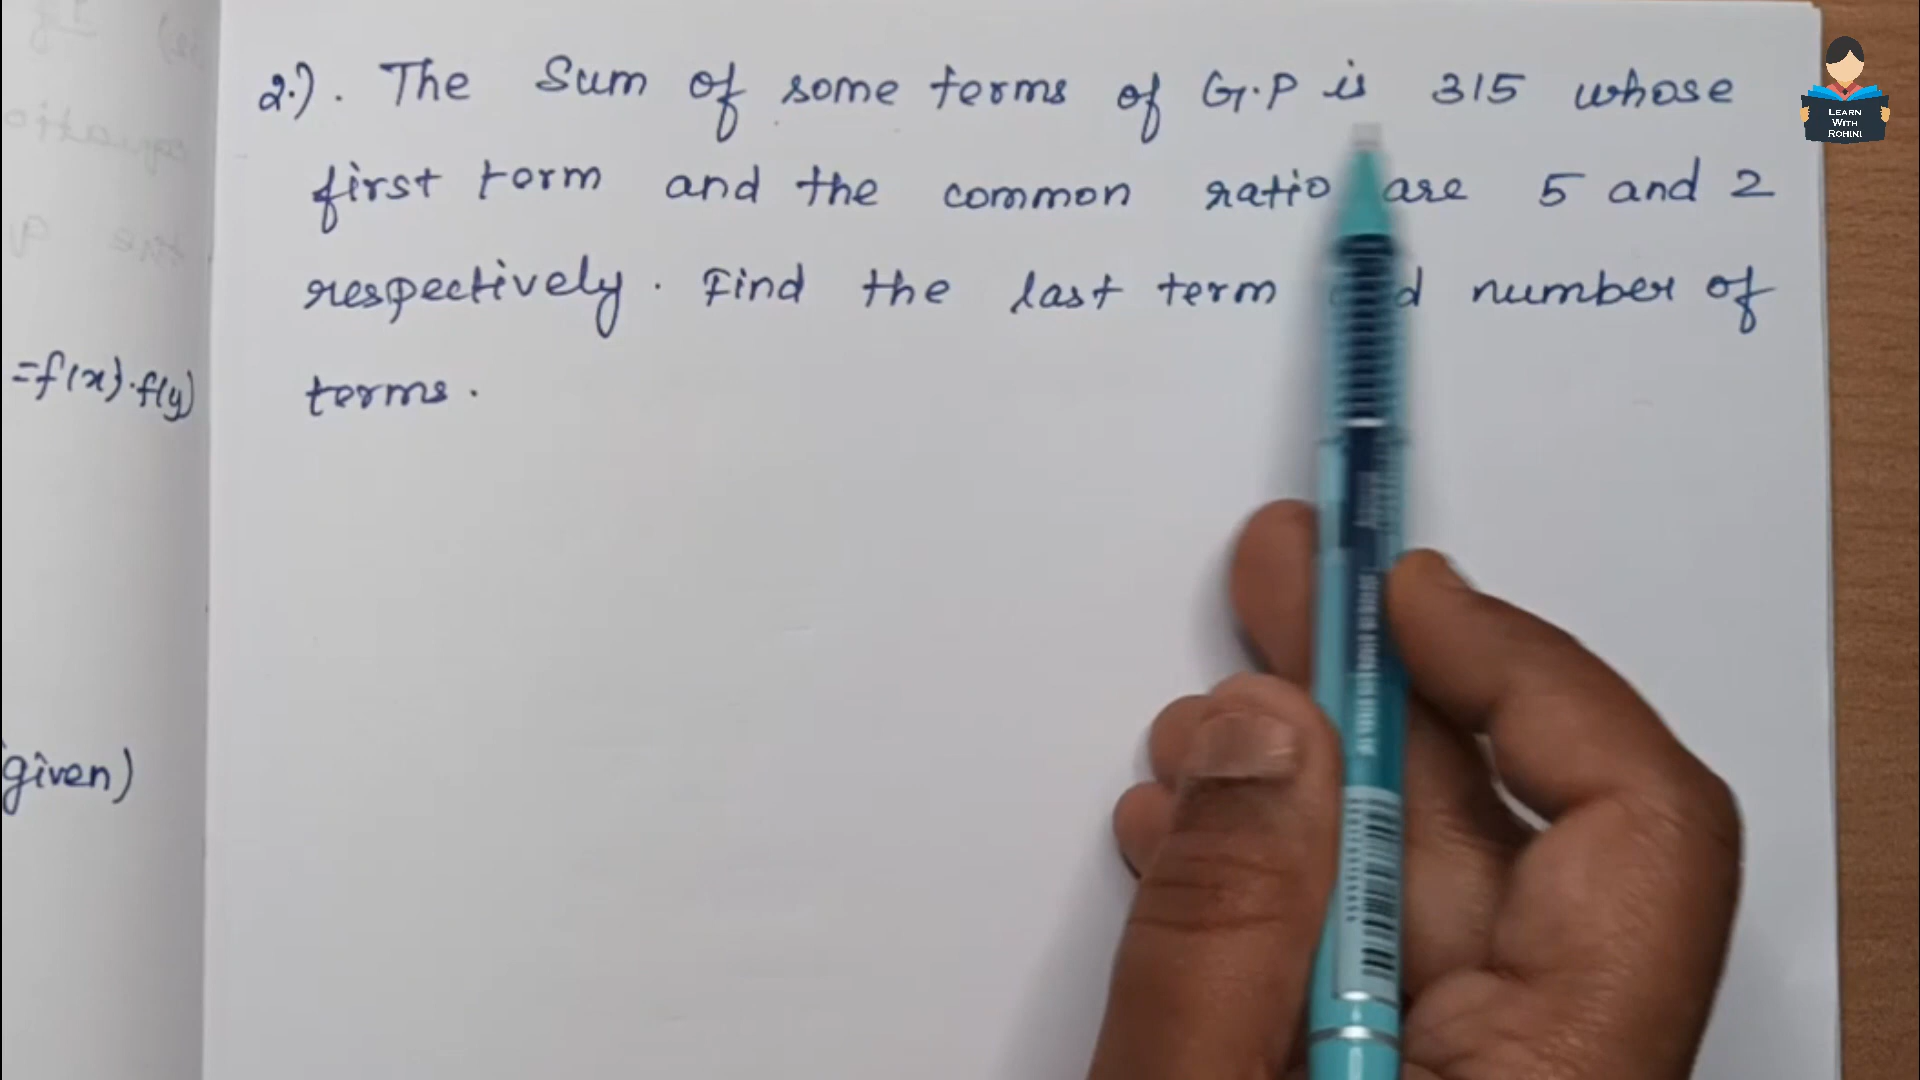 2.). The Sum of some terms of G.P is 315 whose
first term and the common ratio are 5 and 2
respectively. Find the last term number of
terms.
=f(x).f(y)
given)
LEARN
WITH
ROHINI